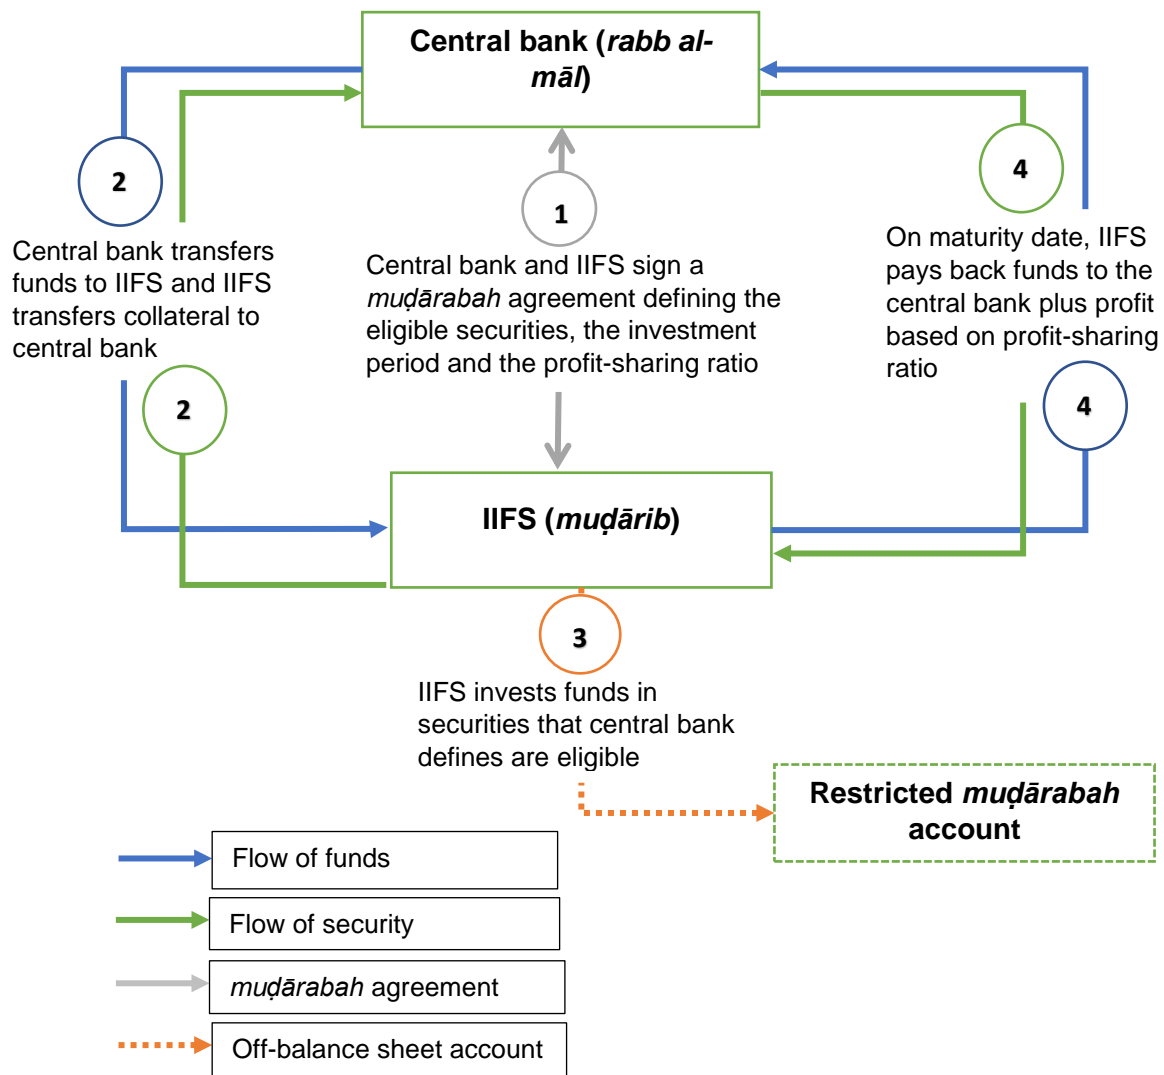 Central bank (rabb al-
māl)
2
4
1
Central bank transfers
funds to IIFS and IIFS
transfers collateral to
central bank
Central bank and IIFS sign a
muḍārabah agreement defining the
eligible securities, the investment
period and the profit-sharing ratio
On maturity date, IIFS
pays back funds to the
central bank plus profit
based on profit-sharing
ratio
2
4
IIFS (muḍārib)
3
IIFS invests funds in
securities that central bank
defines are eligible
Restricted muḍārabah
account
Flow of funds
Flow of security
muḍārabah agreement
Off-balance sheet account